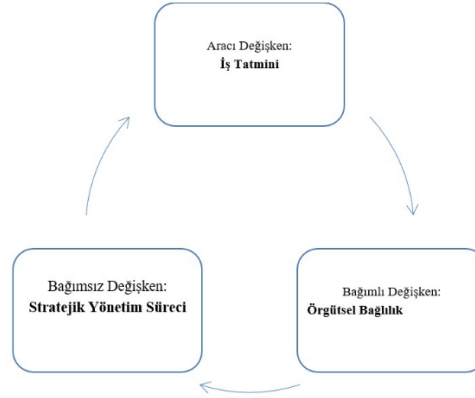 Aracı Değişken:
İş Tatmini
Bağımsız Değişken:
Stratejik Yönetim Süreci
Bağımlı Değişken:
Örgütsel Bağlılık